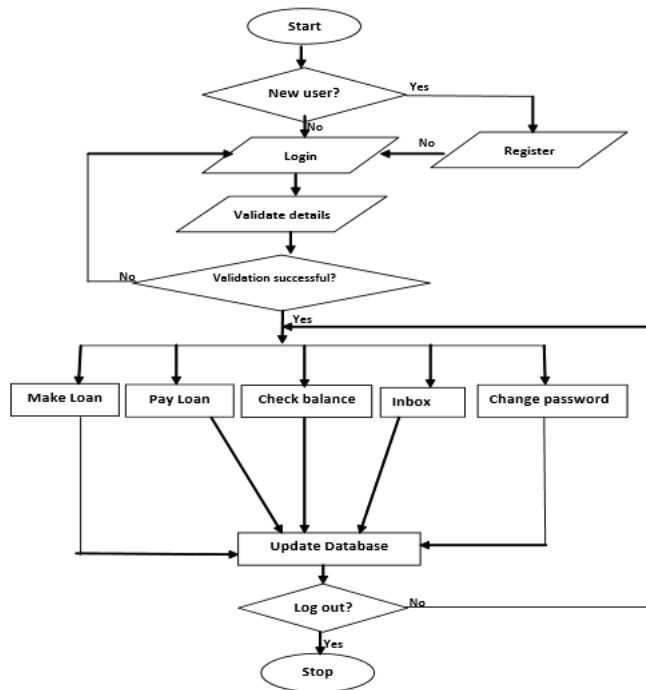 Start
New user?
Yes
No
Login
No
Register
Validate details
Validation successful?
No
Yes
Make Loan
Pay Loan
Check balance
Inbox
Change password
Update Database
Log out?
No
Yes
Stop